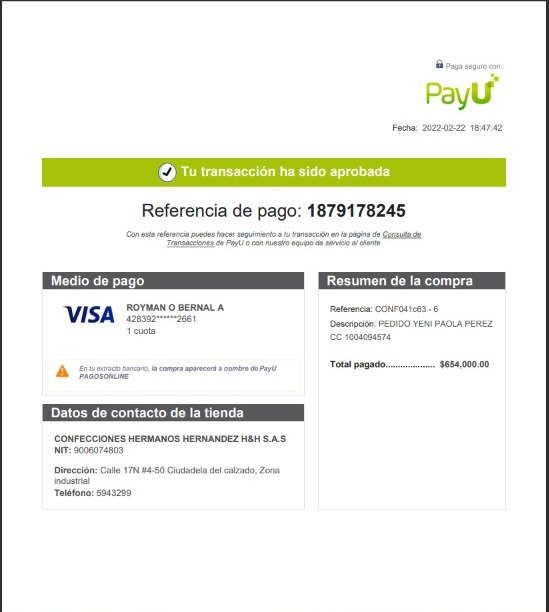 Paga seguro con:
PayU
Fecha: 2022-02-22 18:47:42
Tu transacción ha sido aprobada
Referencia de pago: 1879178245
Con esta referencia puedes hacer seguimiento a tu transacción en la página de Consulta de
Transacciones de PayU o con nuestro equipo de servicio al cliente
Medio de pago
VISA
ROYMAN O BERNAL A
428392******2661
1 cuota
En tu extracto bancario, la compra aparecerá a nombre de PayU
PAGOSONLINE
Datos de contacto de la tienda
CONFECCIONES HERMANOS HERNANDEZ H&H S.A.S
NIT: 9006074803
Dirección: Calle 17N #4-50 Ciudadela del calzado, Zona
industrial
Teléfono: 5943299
Resumen de la compra
Referencia: CONF041c63 - 6
Descripción: PEDIDO YENI PAOLA PEREZ
CC 1004094574
Total pagado.................... $654,000.00